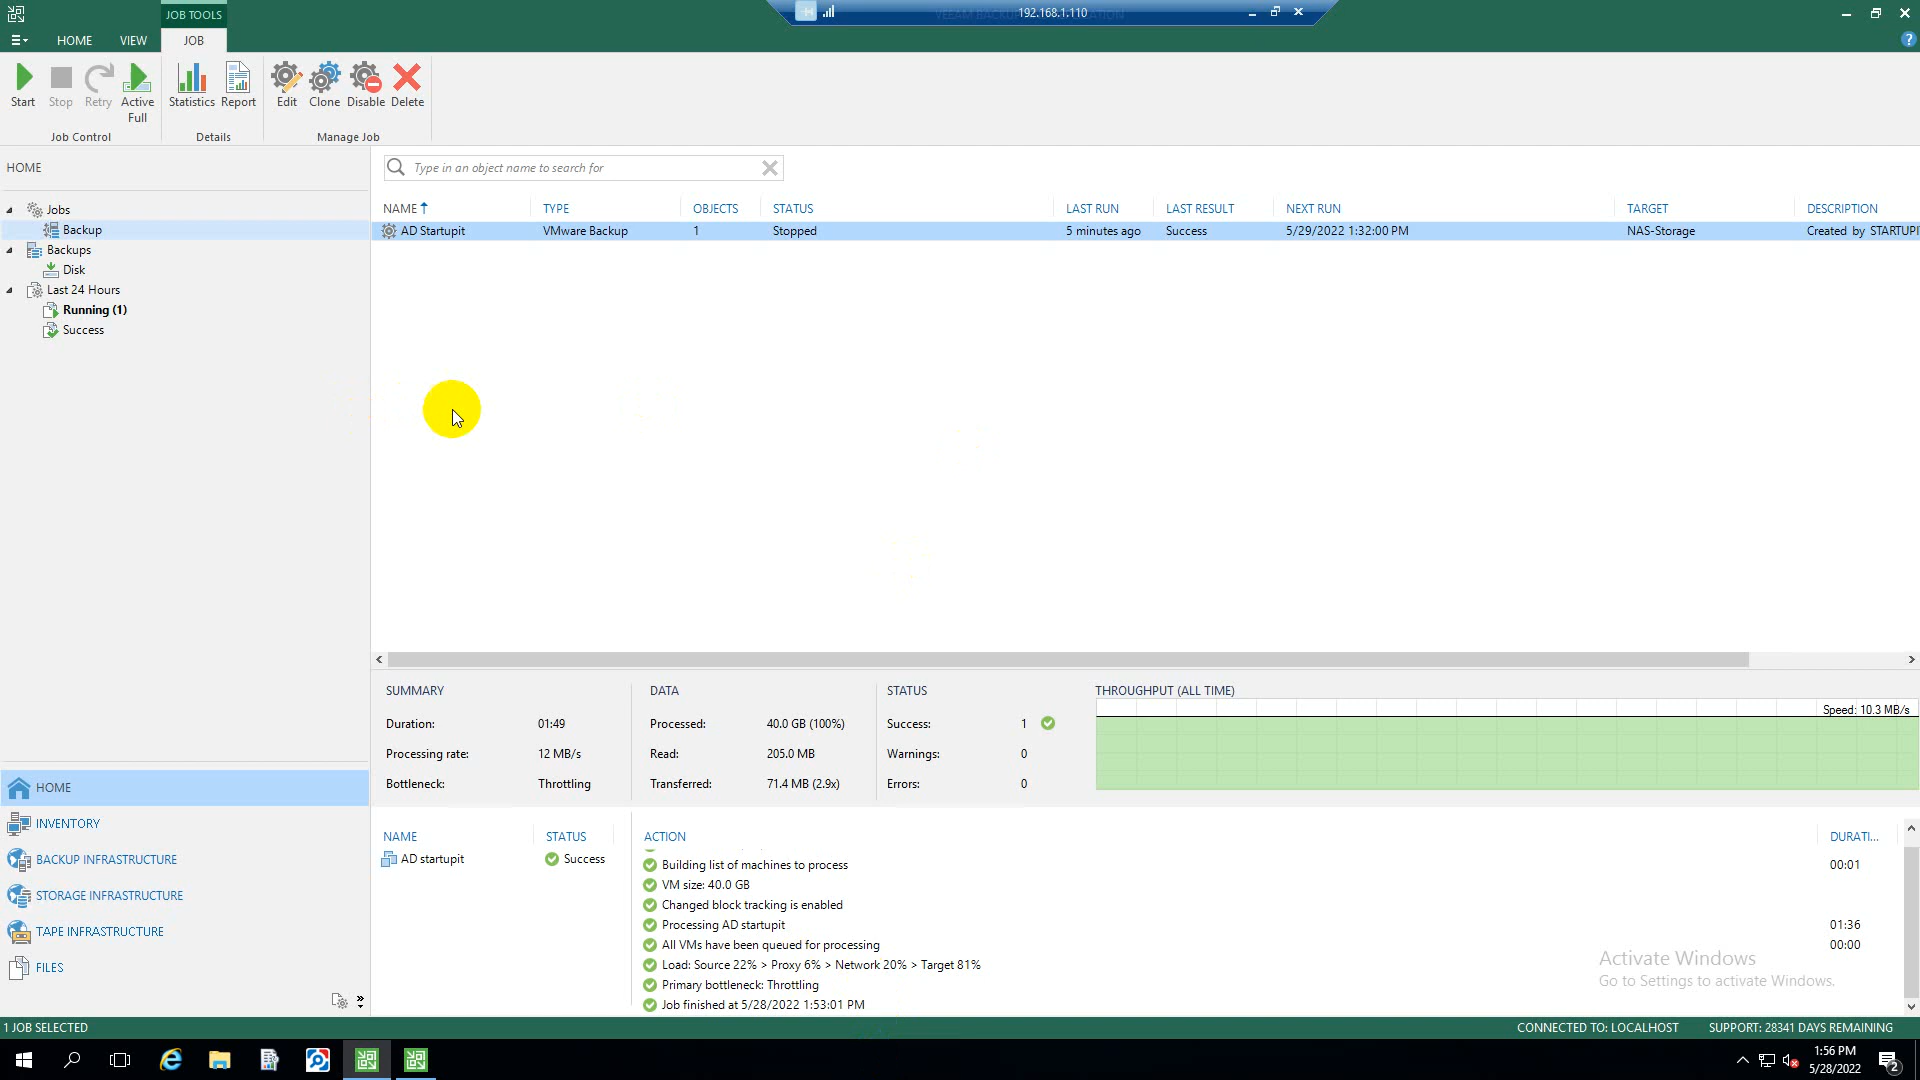 JOB TOOLS
192.168.1.110
HOME VIEW JOB
Start Stop Retry Active Full Statistics Report Edit Clone Disable Delete
Job Control Details Manage Job
HOME
Type in an object name to search for
Jobs
Backup
Backups
Disk
Last 24 Hours
Running (1)
Success
NAME TYPE OBJECTS STATUS LAST RUN LAST RESULT NEXT RUN TARGET DESCRIPTION
AD Startupit VMware Backup 1 Stopped 5 minutes ago Success 5/29/2022 1:32:00 PM NAS-Storage Created by STARTUPI
SUMMARY DATA STATUS THROUGHPUT (ALL TIME)
Speed: 10.3 MB/s
Duration: 01:49 Processed: 40.0 GB (100%) Success: 1
Processing rate: 12 MB/s Read: 205.0 MB Warnings: 0
Bottleneck: Throttling Transferred: 71.4 MB (2.9x) Errors: 0
HOME
INVENTORY
BACKUP INFRASTRUCTURE
STORAGE INFRASTRUCTURE
TAPE INFRASTRUCTURE
FILES
NAME STATUS ACTION DURATI...
AD startupit Success
Building list of machines to process 00:01
VM size: 40.0 GB
Changed block tracking is enabled
Processing AD startupit 01:36
All VMs have been queued for processing 00:00
Load: Source 22% > Proxy 6% > Network 20% > Target 81%
Primary bottleneck: Throttling
Job finished at 5/28/2022 1:53:01 PM
Activate Windows
Go to Settings to activate Windows.
1 JOB SELECTED CONNECTED TO: LOCALHOST SUPPORT: 28341 DAYS REMAINING
1:56 PM
5/28/2022
2